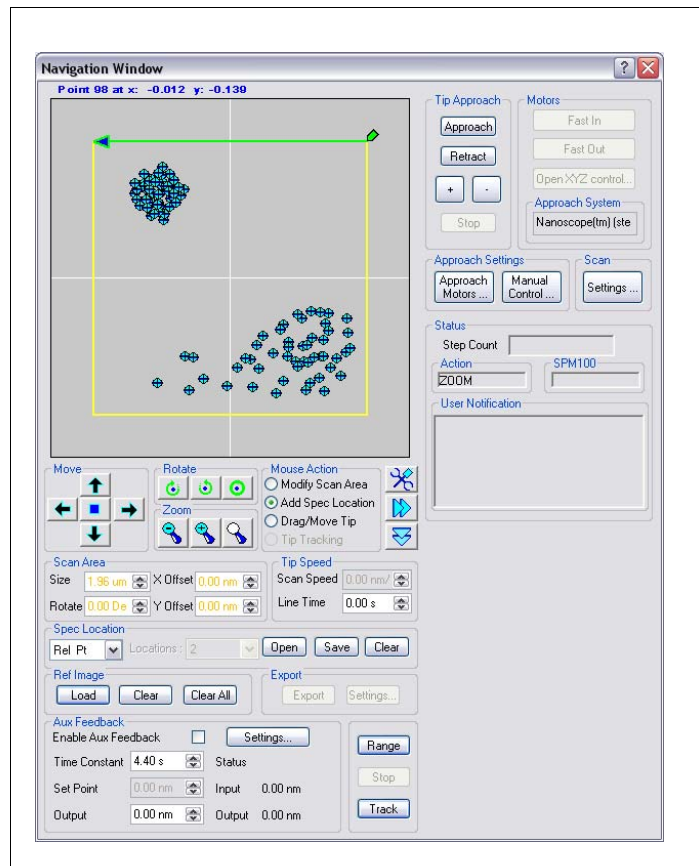 Navigation Window
Point 98 at x: -0.012 y: -0.139
Tip Approach
Approach
Retract
+ -
Stop
Motors
Fast In
Fast Out
Open XYZ control...
Approach System
Nanoscope(tm) (ste
Approach Settings
Approach Motors ...
Manual Control ...
Scan
Settings ...
Status
Step Count
Action
ZOOM
SPM100
User Notification
Move
Rotate
Zoom
Mouse Action
Modify Scan Area
Add Spec Location
Drag/Move Tip
Tip Tracking
Scan Area
Size 1.96 um X Offset 0.00 nm
Rotate 0.00 De Y Offset 0.00 nm
Tip Speed
Scan Speed 0.00 nm/
Line Time 0.00 s
Spec Location
Rel Pt Locations : 2 Open Save Clear
Ref Image
Load Clear Clear All
Export
Export Settings...
Aux Feedback
Enable Aux Feedback Settings...
Time Constant 4.40 s Status
Set Point 0.00 nm Input 0.00 nm
Output 0.00 nm Output 0.00 nm
Range
Stop
Track